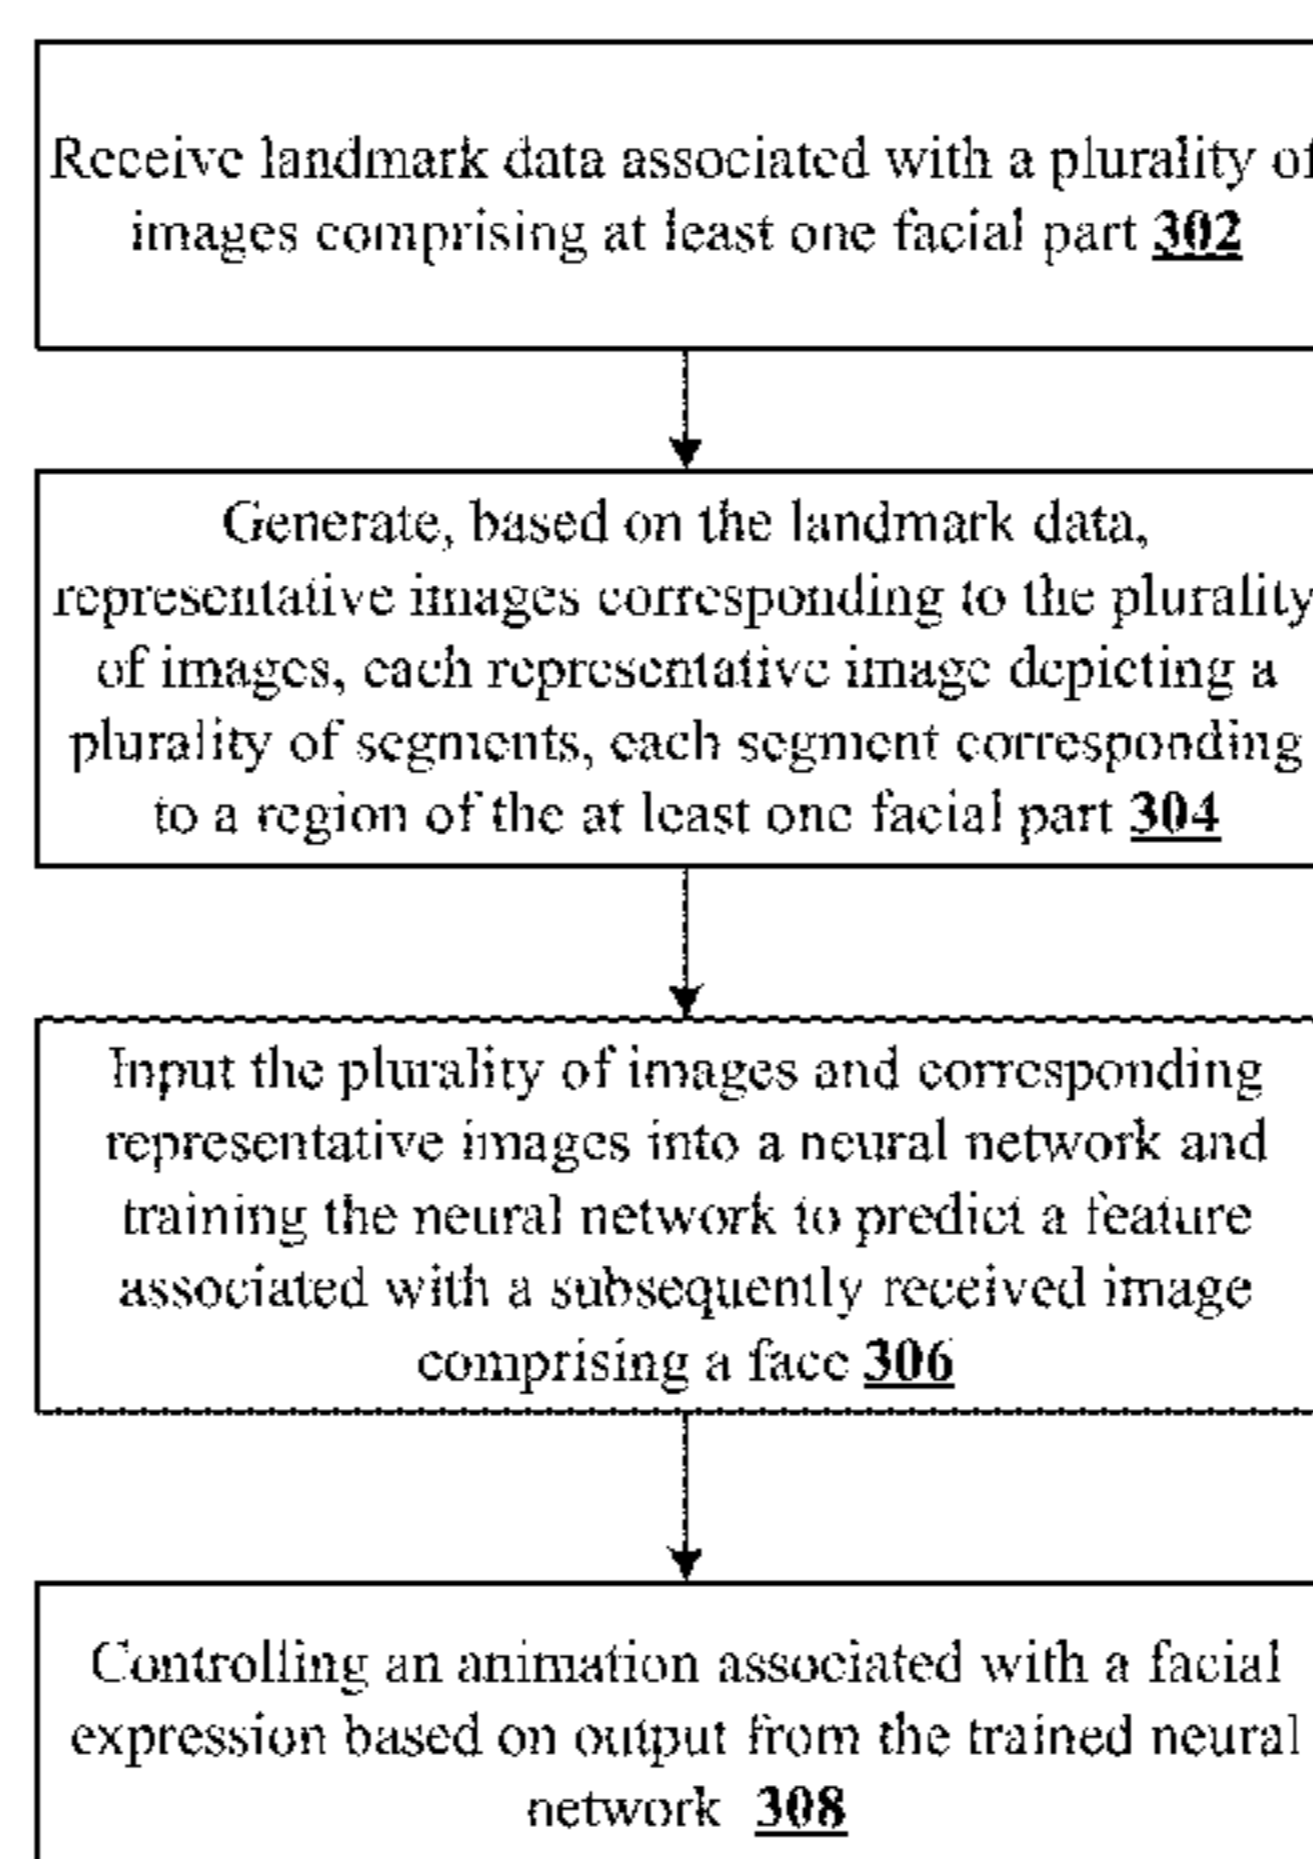 Receive landmark data associated with a plurality of
images comprising at least one facial part 302
Generate, based on the landmark data,
representative images corresponding to the plurality
of images, each representative image depicting a
plurality of segments, each segment corresponding
to a region of the at least one facial part 304
Input the plurality of images and corresponding
representative images into a neural network and
training the neural network to predict a feature
associated with a subsequently received image
comprising a face 306
Controlling an animation associated with a facial
expression based on output from the trained neural
network 308